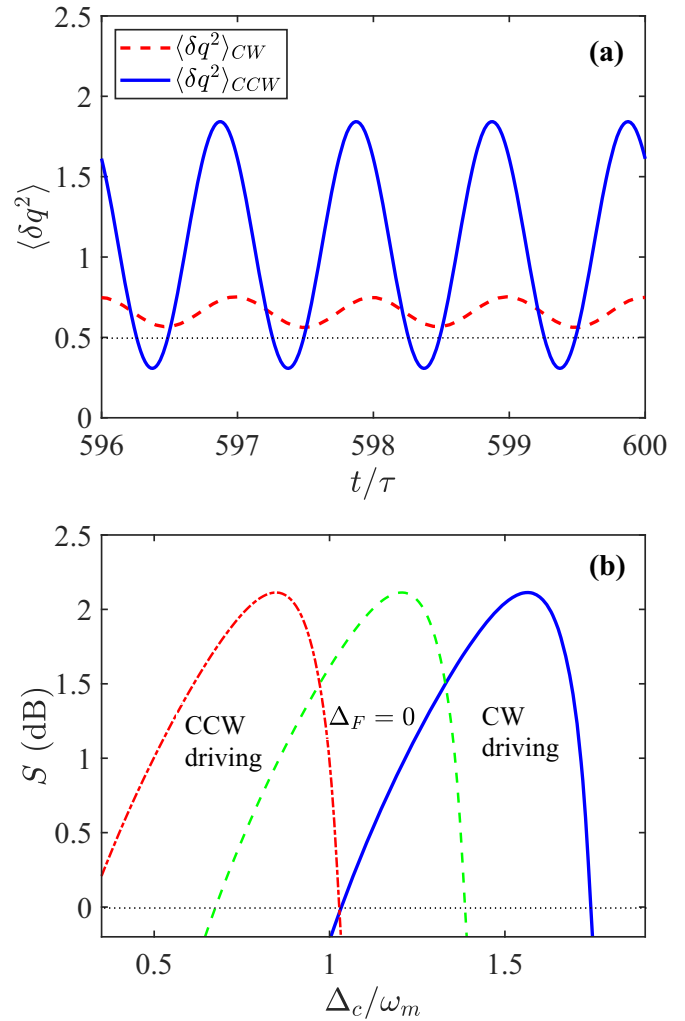 2.5
2
1.5
1
0.5
0
⟨δq²⟩
⟨δq²⟩CW
⟨δq²⟩CCW
(a)
596 597 598 599 600
t/τ
2.5
2
1.5
1
0.5
0
S (dB)
(b)
CCW
driving
Δ_F = 0
CW
driving
0.5 1 1.5
Δ_c/ω_m